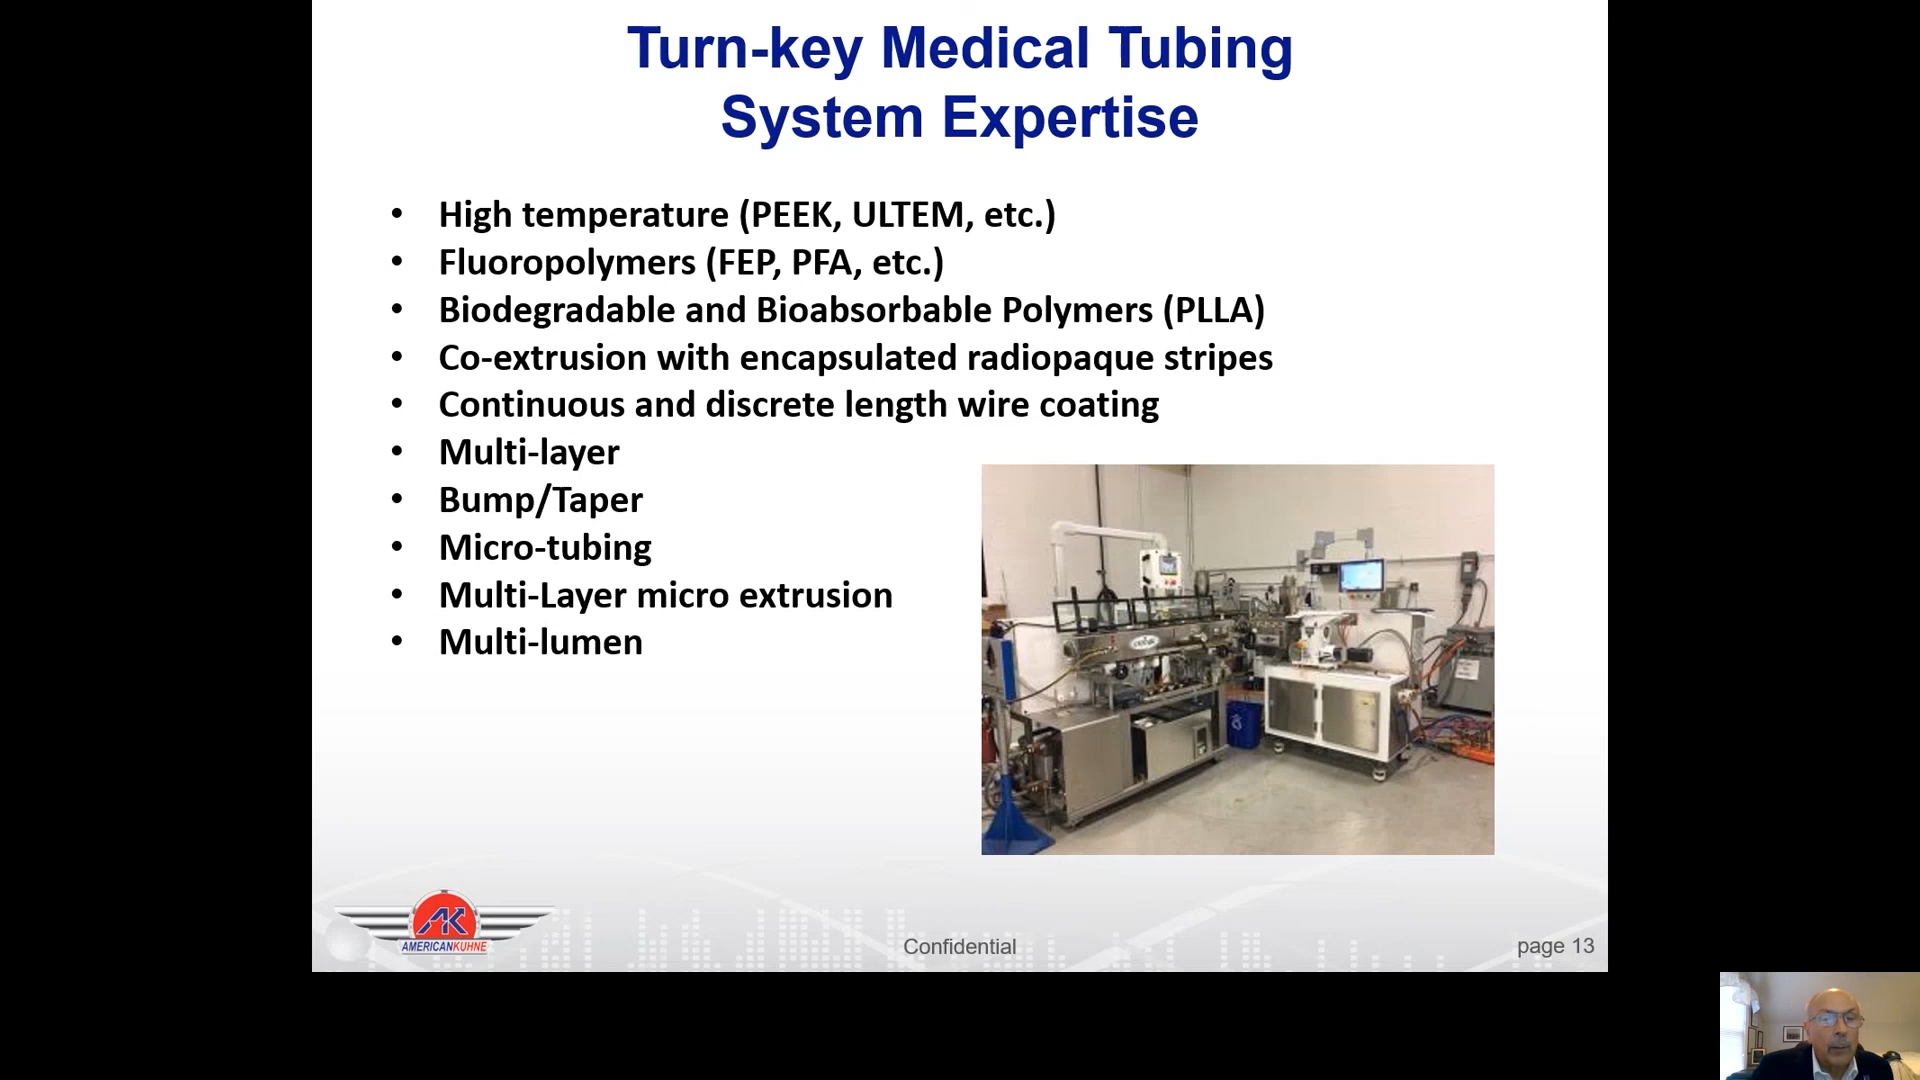 Turn-key Medical Tubing
System Expertise
• High temperature (PEEK, ULTEM, etc.)
• Fluoropolymers (FEP, PFA, etc.)
• Biodegradable and Bioabsorbable Polymers (PLLA)
• Co-extrusion with encapsulated radiopaque stripes
• Continuous and discrete length wire coating
• Multi-layer
• Bump/Taper
• Micro-tubing
• Multi-Layer micro extrusion
• Multi-lumen
AK
AMERICANKUHNE
Confidential
page 13